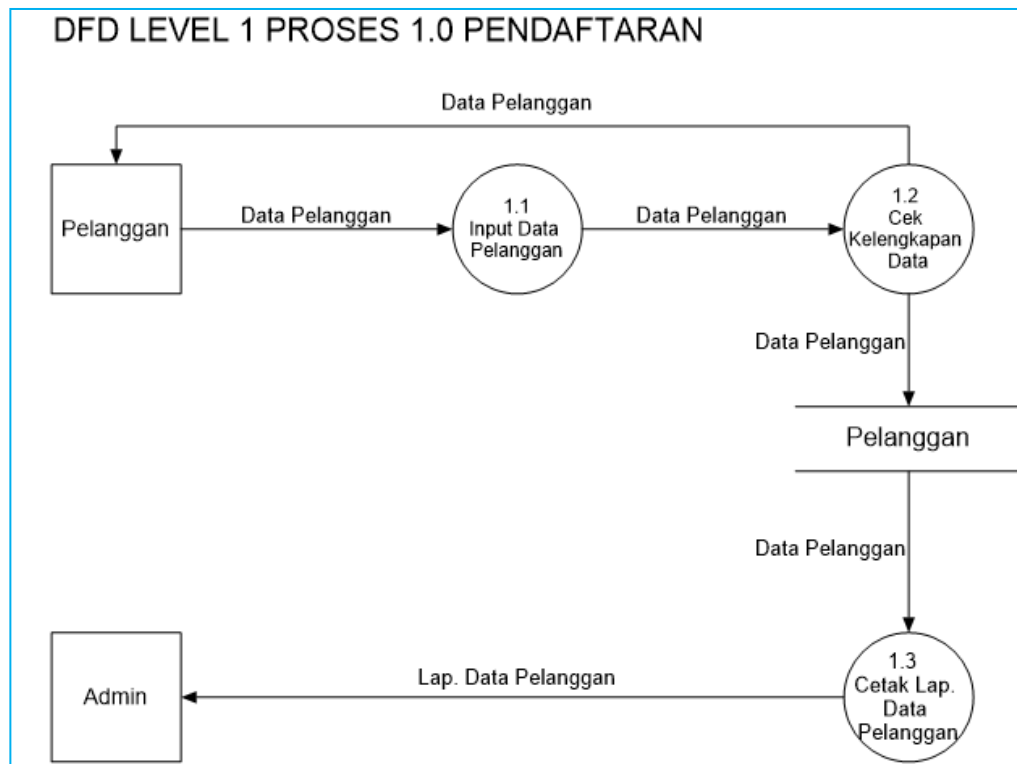 DFD LEVEL 1 PROSES 1.0 PENDAFTARAN
Data Pelanggan
Pelanggan
Data Pelanggan
1.1
Input Data
Pelanggan
Data Pelanggan
1.2
Cek
Kelengkapan
Data
Data Pelanggan
Pelanggan
Data Pelanggan
Admin
Lap. Data Pelanggan
1.3
Cetak Lap.
Data
Pelanggan